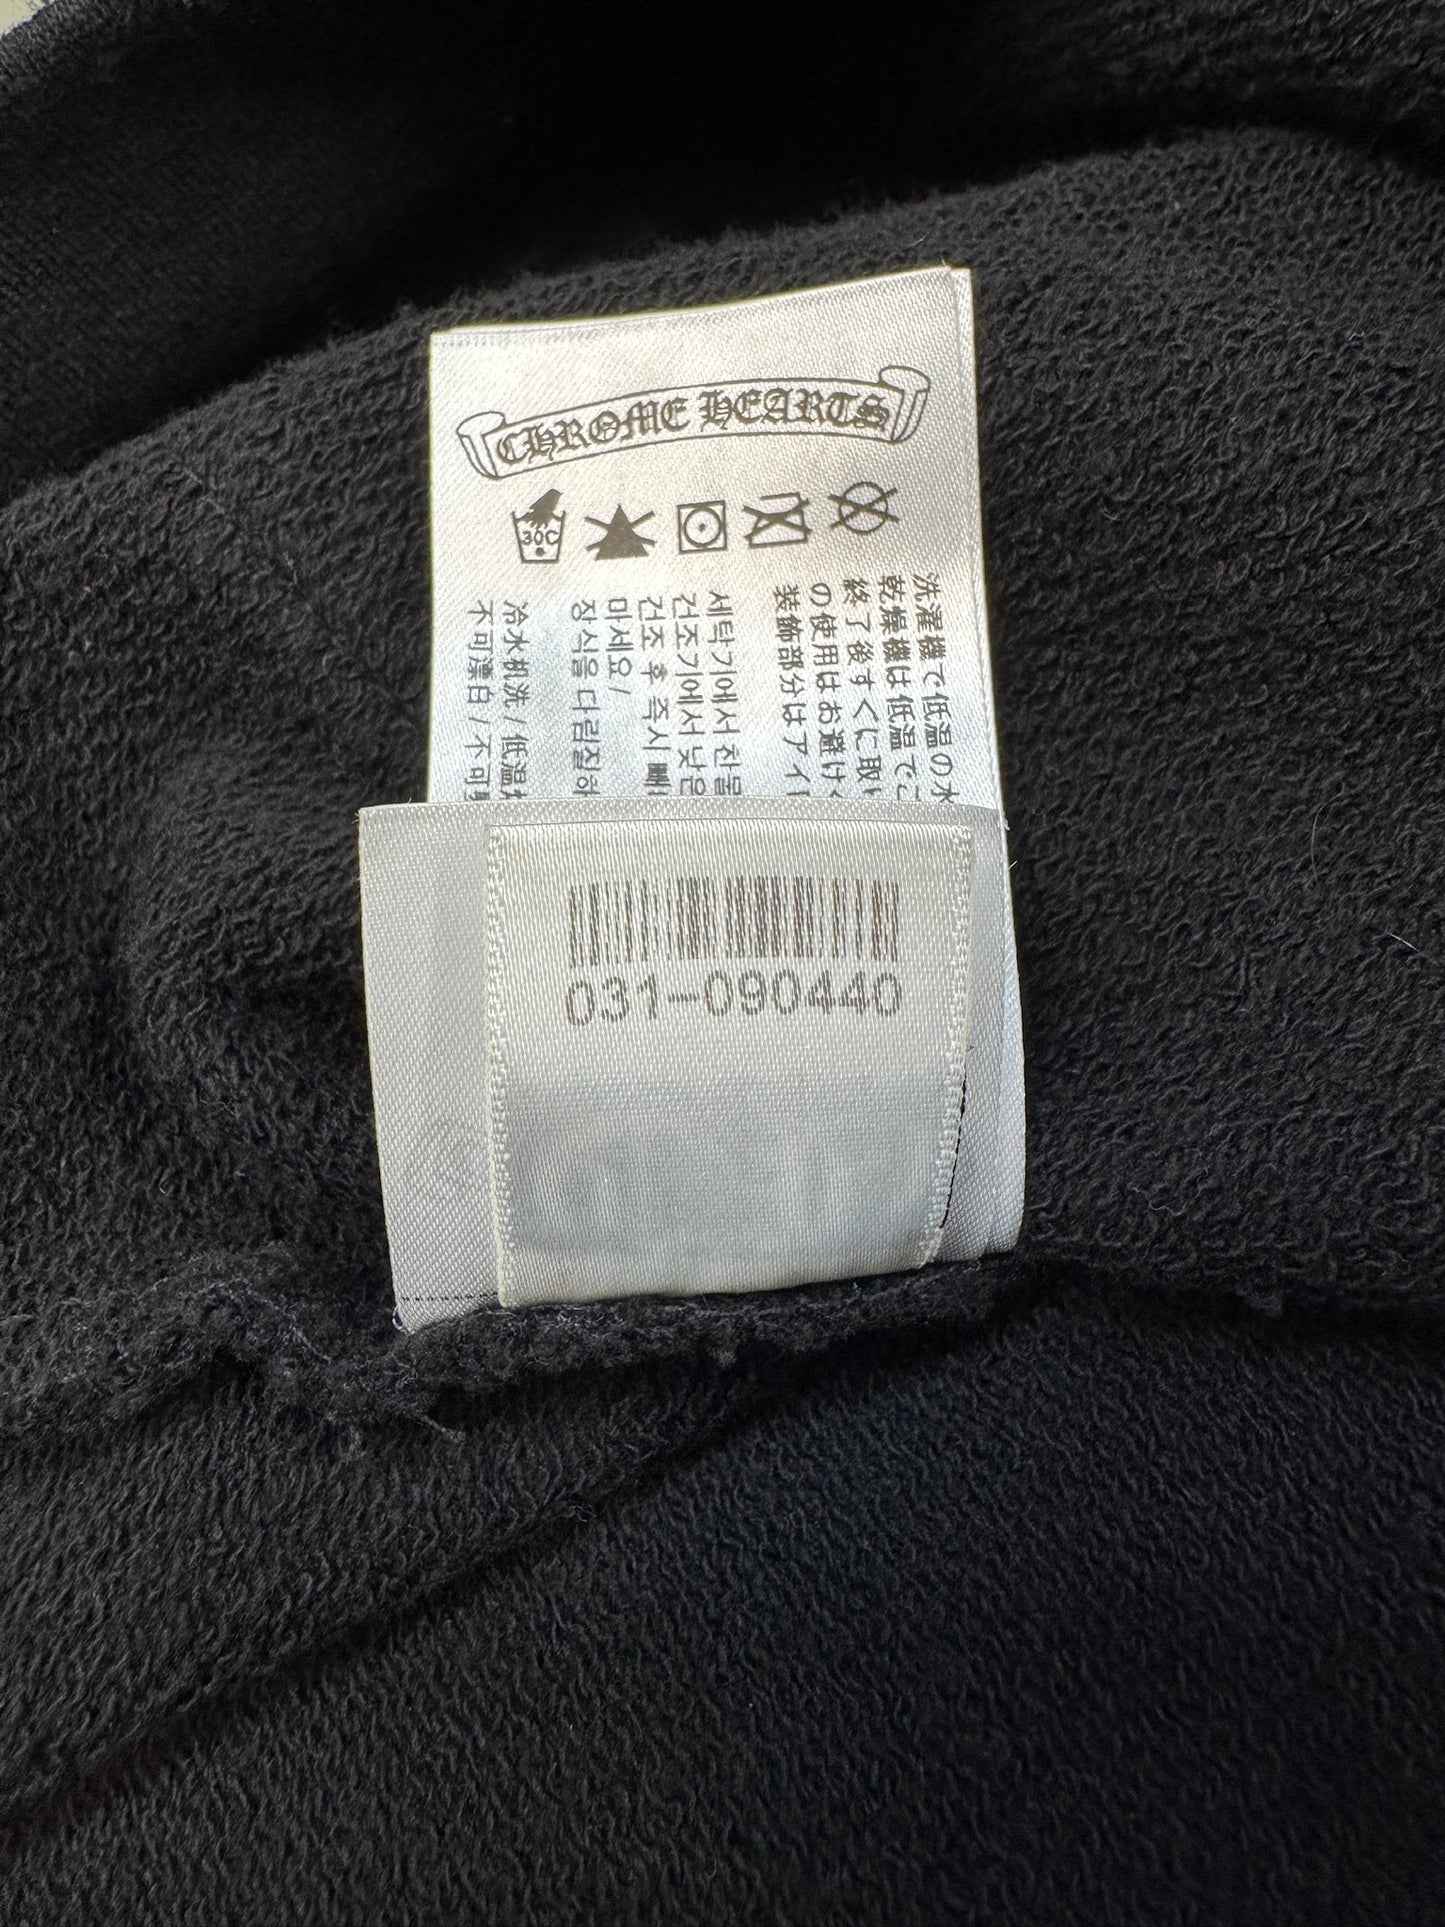 CHROME HEARTS
30C
洗濯機で低温の水
乾燥機は低温で
終了後すぐに取
の使用はお避け
装飾部分はアイ
세탁기에서 찬물
건조기에서 낮은
건조 후 즉시
마세요 /
장식을 다림질하
冷水机洗 / 低温
不可漂白 / 不可
031-090440